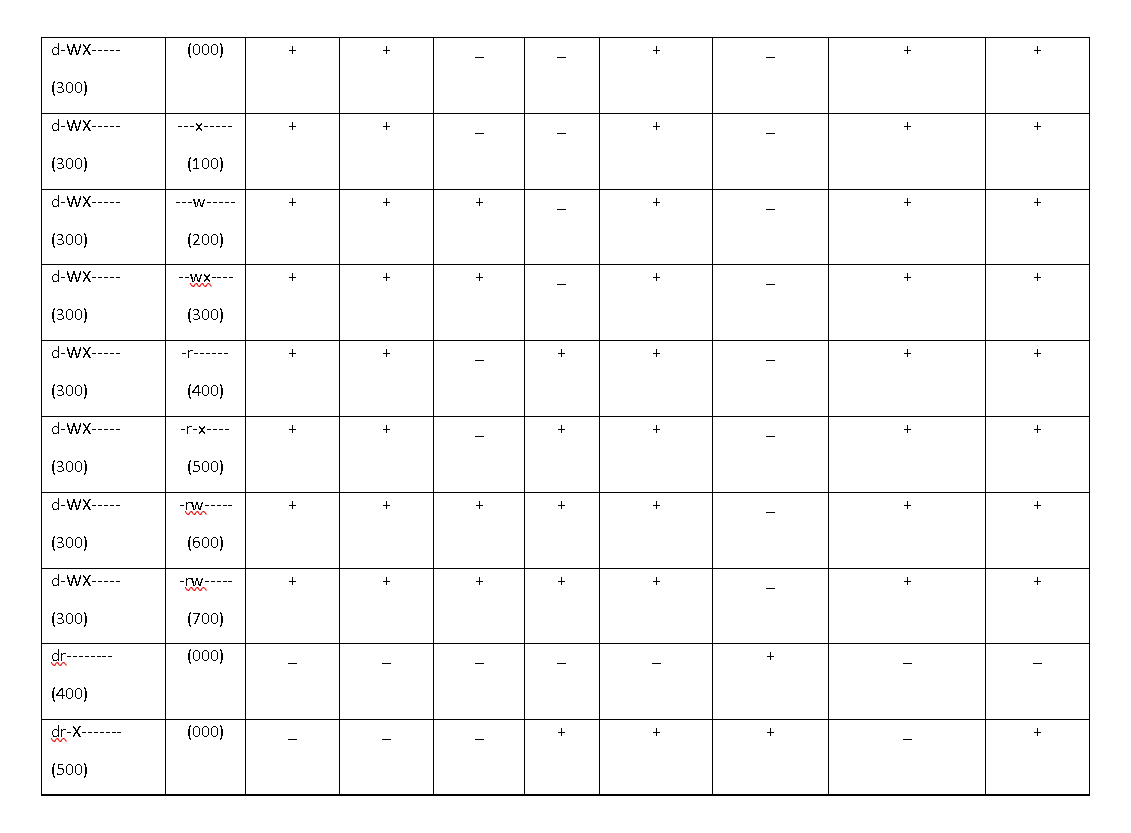 d-WX----- (000) + + _ _ + _ + +
(300)
d-WX----- ---x----- + + _ _ + _ + +
(300) (100)
d-WX----- ---w----- + + + _ + _ + +
(300) (200)
d-WX----- --wx---- + + + _ + _ + +
(300) (300)
d-WX----- -r------ + + _ + + _ + +
(300) (400)
d-WX----- -r-x---- + + _ + + _ + +
(300) (500)
d-WX----- -rw----- + + + + + _ + +
(300) (600)
d-WX----- -rw----- + + + + + _ + +
(300) (700)
dr-------- (000) _ _ _ _ _ + _ _
(400)
dr-X------- (000) _ _ _ + + + _ +
(500)